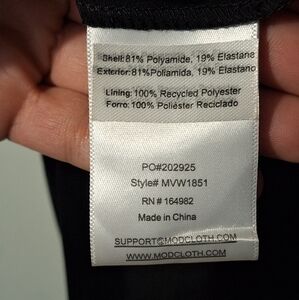 Shell:81% Polyamide, 19% Elastane
Exterior:81%Poliamida, 19% Elastano
Lining: 100% Recycled Polyester
Forro: 100% Poliéster Reciclado
PO#202925
Style# MVW1851
RN # 164982
Made in China
SUPPORT@MODCLOTH.COM
WWW.MODCLOTH.COM